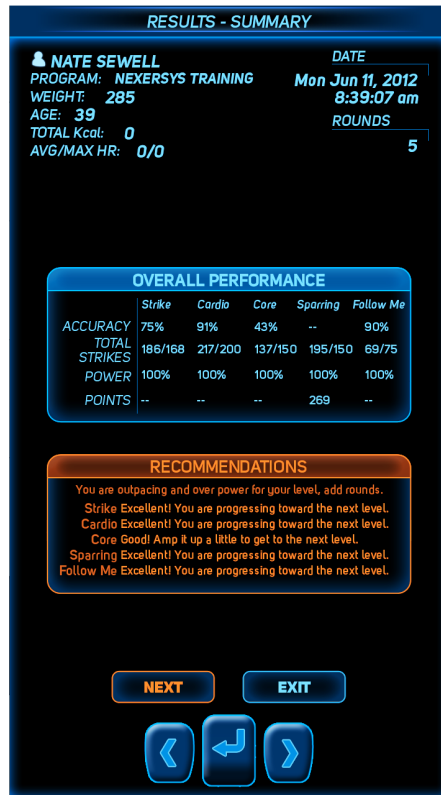 RESULTS - SUMMARY
NATE SEWELL
PROGRAM: NEXERSYS TRAINING
WEIGHT: 285
AGE: 39
TOTAL Kcal: 0
AVG/MAX HR: 0/0
DATE
Mon Jun 11, 2012
8:39:07 am
ROUNDS
5
OVERALL PERFORMANCE
Strike Cardio Core Sparring Follow Me
ACCURACY 75% 91% 43% -- 90%
TOTAL STRIKES 186/168 217/200 137/150 195/150 69/75
POWER 100% 100% 100% 100% 100%
POINTS -- -- -- 269 --
RECOMMENDATIONS
You are outpacing and over power for your level, add rounds.
Strike Excellent! You are progressing toward the next level.
Cardio Excellent! You are progressing toward the next level.
Core Good! Amp it up a little to get to the next level.
Sparring Excellent! You are progressing toward the next level.
Follow Me Excellent! You are progressing toward the next level.
NEXT EXIT